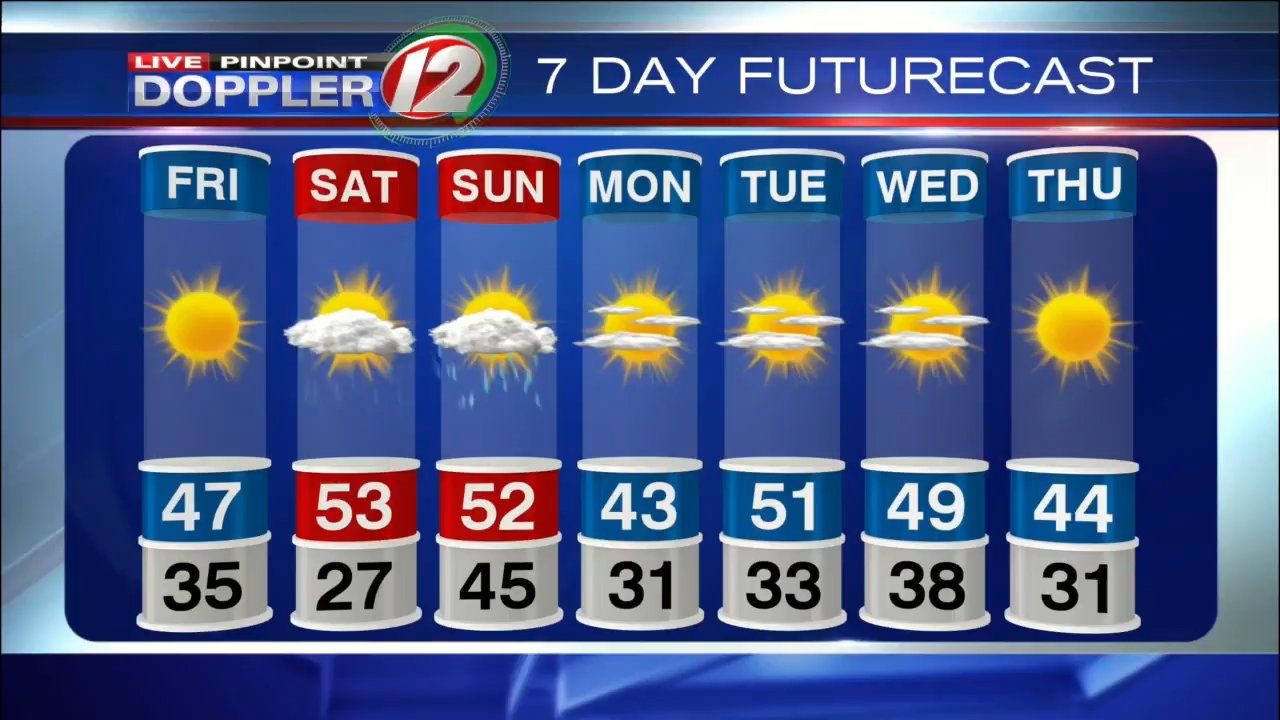 LIVE PINPOINT
DOPPLER 12
7 DAY FUTURECAST
FRI SAT SUN MON TUE WED THU
47 53 52 43 51 49 44
35 27 45 31 33 38 31